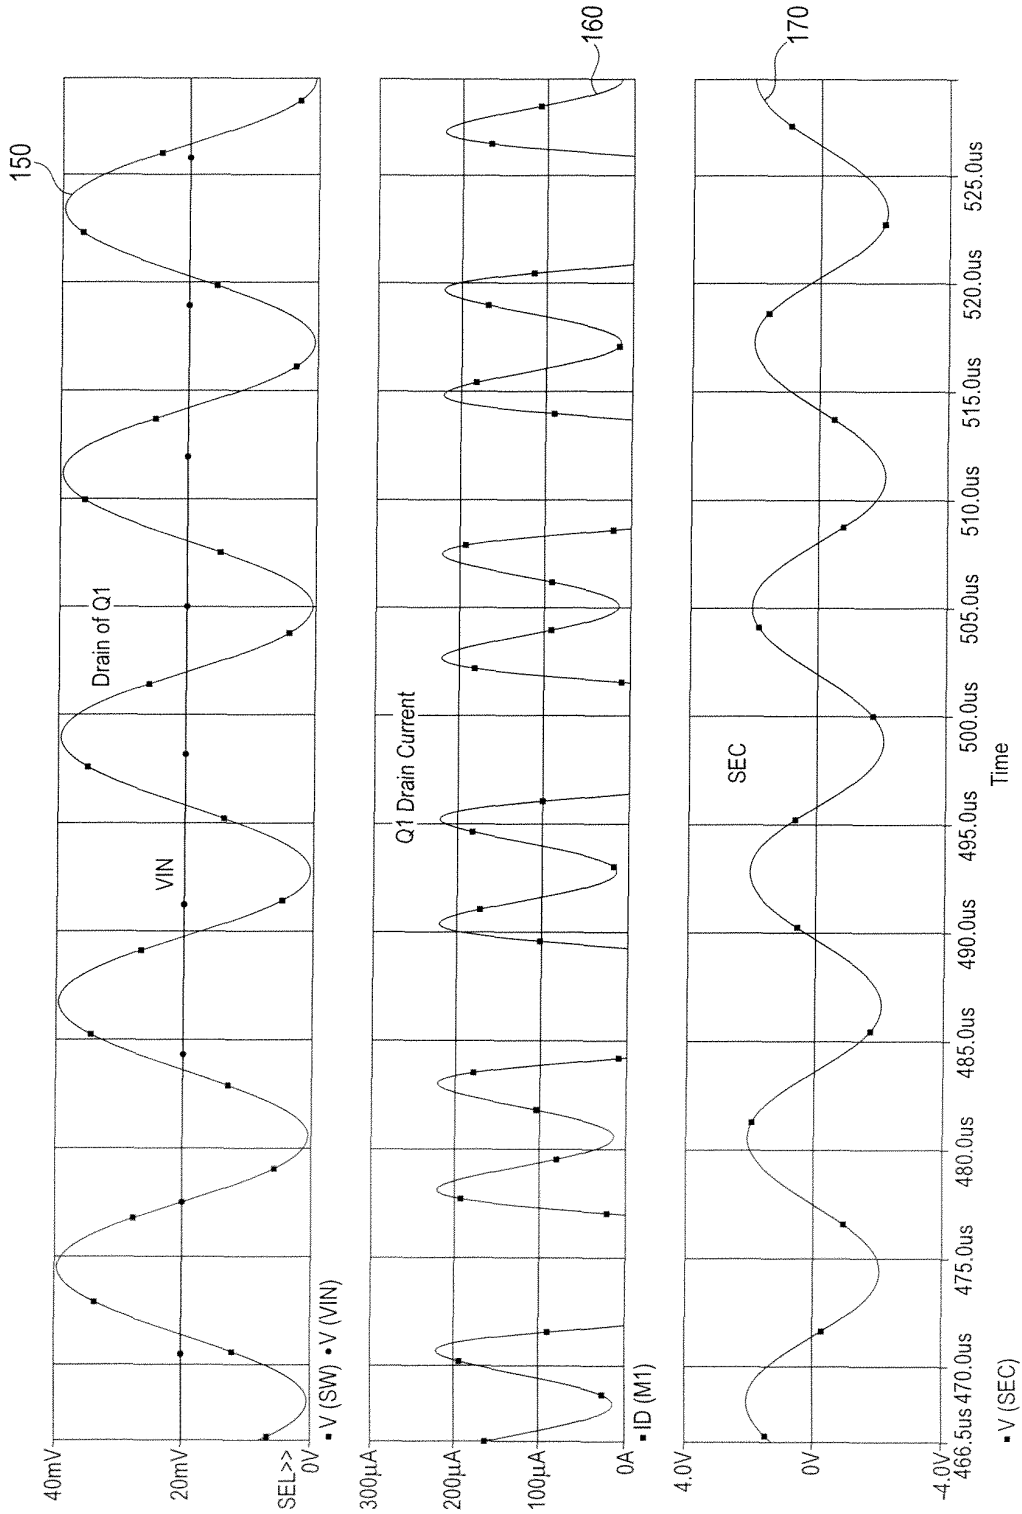 150
40mV
20mV
SEL>>
0V
Drain of Q1
VIN
■ V (SW) ● V (VIN)
160
300µA
200µA
100µA
0A
Q1 Drain Current
■ ID (M1)
170
4.0V
0V
-4.0V
SEC
466.5us 470.0us 475.0us 480.0us 485.0us 490.0us 495.0us 500.0us 505.0us 510.0us 515.0us 520.0us 525.0us
Time
■ V (SEC)